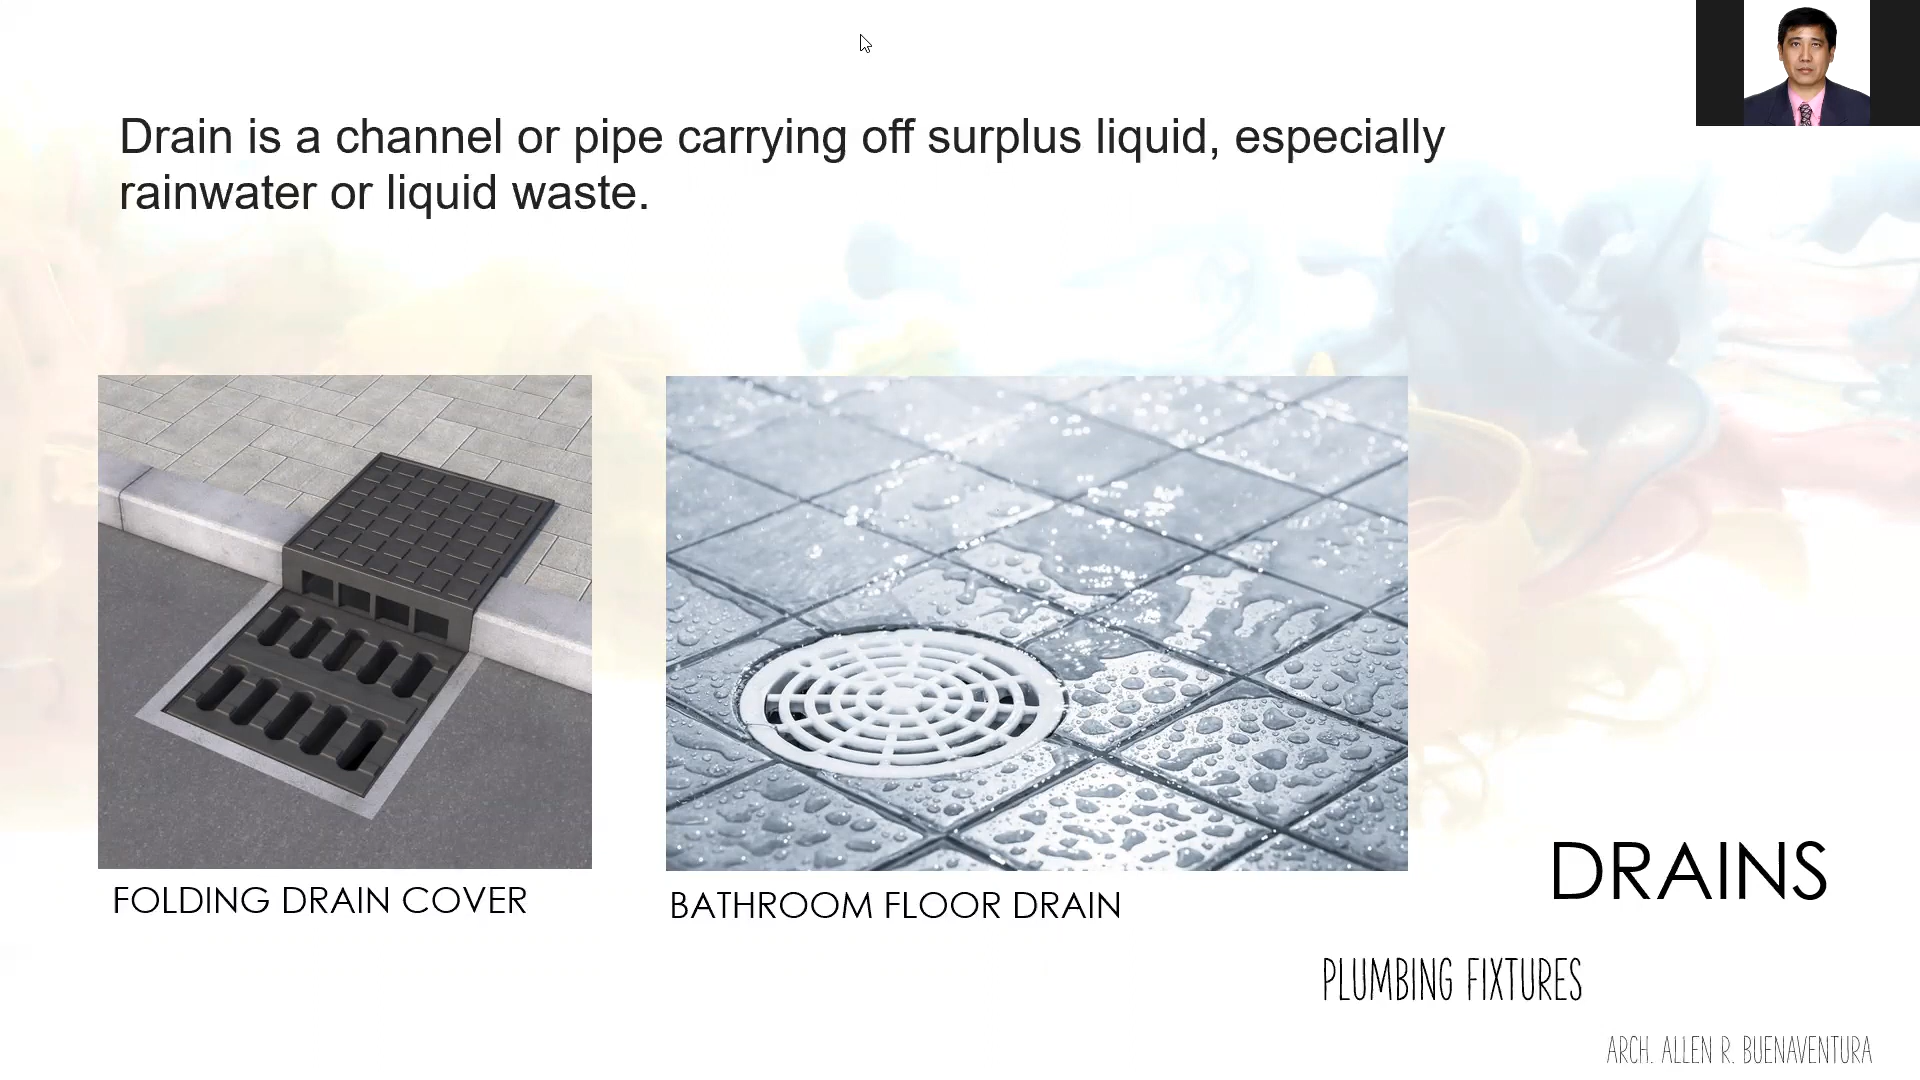 Drain is a channel or pipe carrying off surplus liquid, especially
rainwater or liquid waste.
FOLDING DRAIN COVER
BATHROOM FLOOR DRAIN
DRAINS
PLUMBING FIXTURES
ARCH. ALLEN R. BUENAVENTURA